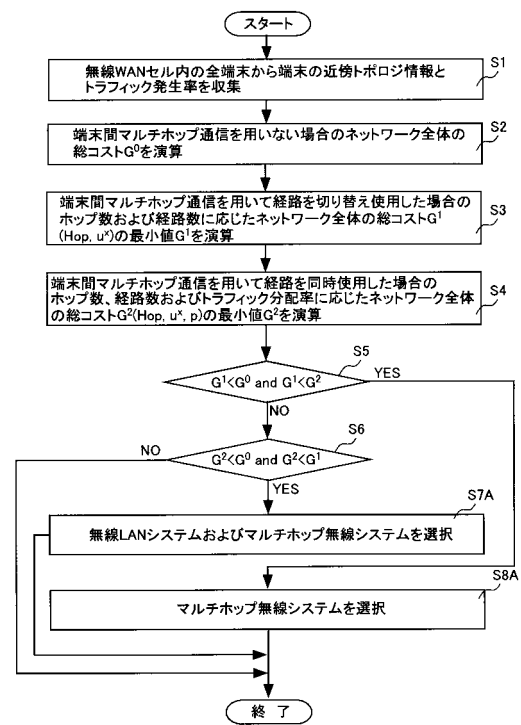 スタート
S1
無線WANセル内の全端末から端末の近傍トポロジ情報と
トラフィック発生率を収集
S2
端末間マルチホップ通信を用いない場合のネットワーク全体の
総コストG⁰を演算
S3
端末間マルチホップ通信を用いて経路を切り替え使用した場合の
ホップ数および経路数に応じたネットワーク全体の総コストG¹
(Hop, uˣ)の最小値G¹を演算
S4
端末間マルチホップ通信を用いて経路を同時使用した場合の
ホップ数、経路数およびトラフィック分配率に応じたネットワーク全体
の総コストG²(Hop, uˣ, p)の最小値G²を演算
S5
G¹<G⁰ and G¹<G²
YES
NO
S6
G²<G⁰ and G²<G¹
NO
YES
S7A
無線LANシステムおよびマルチホップ無線システムを選択
S8A
マルチホップ無線システムを選択
終 了